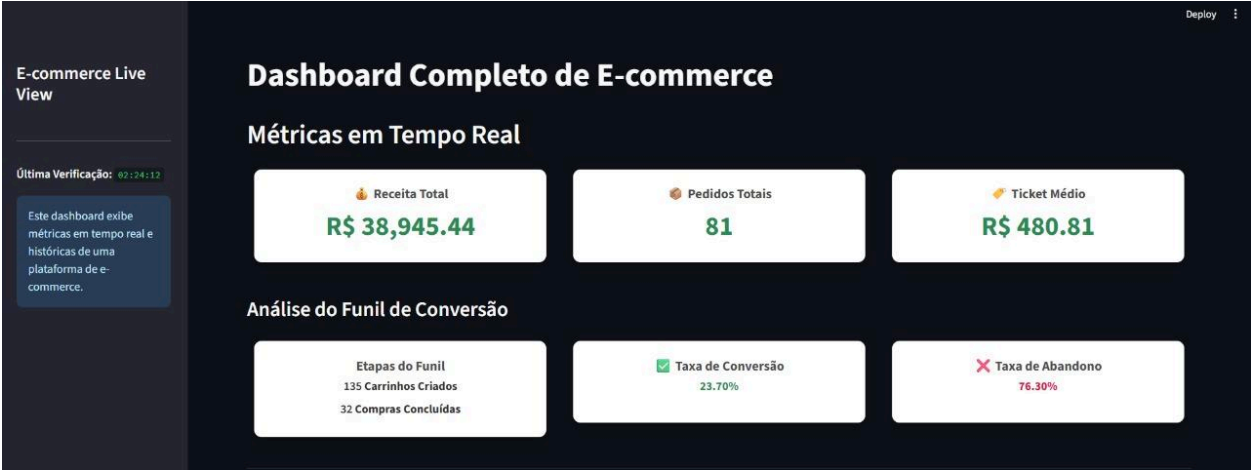 Deploy
E-commerce Live
View
Última Verificação: 02:24:12
Este dashboard exibe
métricas em tempo real e
históricas de uma
plataforma de e-
commerce.
Dashboard Completo de E-commerce
Métricas em Tempo Real
Receita Total
R$ 38,945.44
Pedidos Totais
81
Ticket Médio
R$ 480.81
Análise do Funil de Conversão
Etapas do Funil
135 Carrinhos Criados
32 Compras Concluídas
Taxa de Conversão
23.70%
Taxa de Abandono
76.30%